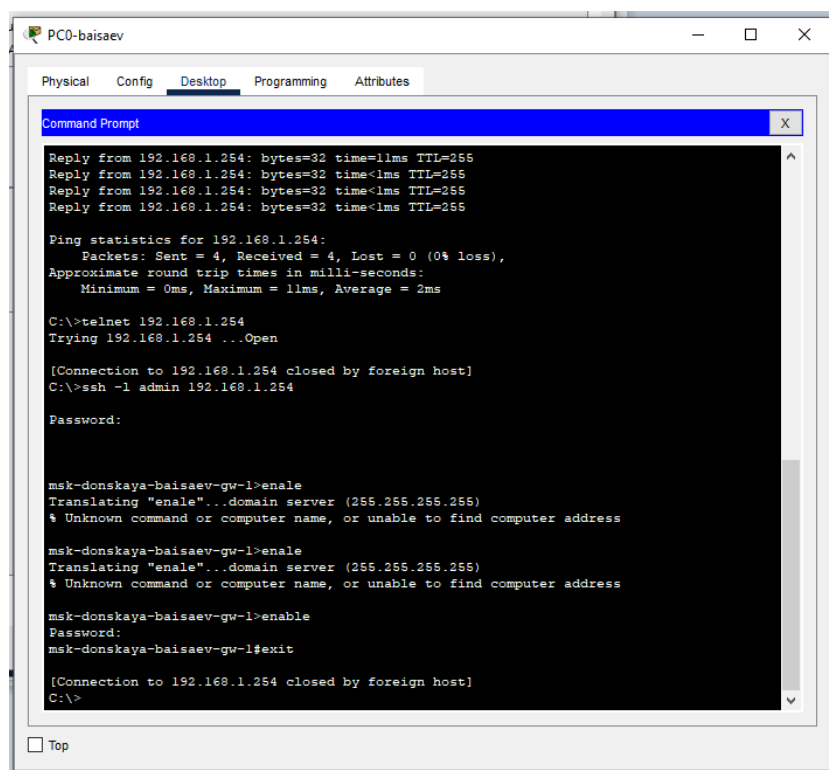 PC0-baisaev
Physical Config Desktop Programming Attributes
Command Prompt X
Reply from 192.168.1.254: bytes=32 time=11ms TTL=255
Reply from 192.168.1.254: bytes=32 time<1ms TTL=255
Reply from 192.168.1.254: bytes=32 time<1ms TTL=255
Reply from 192.168.1.254: bytes=32 time<1ms TTL=255
Ping statistics for 192.168.1.254:
Packets: Sent = 4, Received = 4, Lost = 0 (0% loss),
Approximate round trip times in milli-seconds:
Minimum = 0ms, Maximum = 11ms, Average = 2ms
C:\>telnet 192.168.1.254
Trying 192.168.1.254 ...Open
[Connection to 192.168.1.254 closed by foreign host]
C:\>ssh -l admin 192.168.1.254
Password:
msk-donskaya-baisaev-gw-1>enale
Translating "enale"...domain server (255.255.255.255)
% Unknown command or computer name, or unable to find computer address
msk-donskaya-baisaev-gw-1>enale
Translating "enale"...domain server (255.255.255.255)
% Unknown command or computer name, or unable to find computer address
msk-donskaya-baisaev-gw-1>enable
Password:
msk-donskaya-baisaev-gw-1#exit
[Connection to 192.168.1.254 closed by foreign host]
C:\>
Top